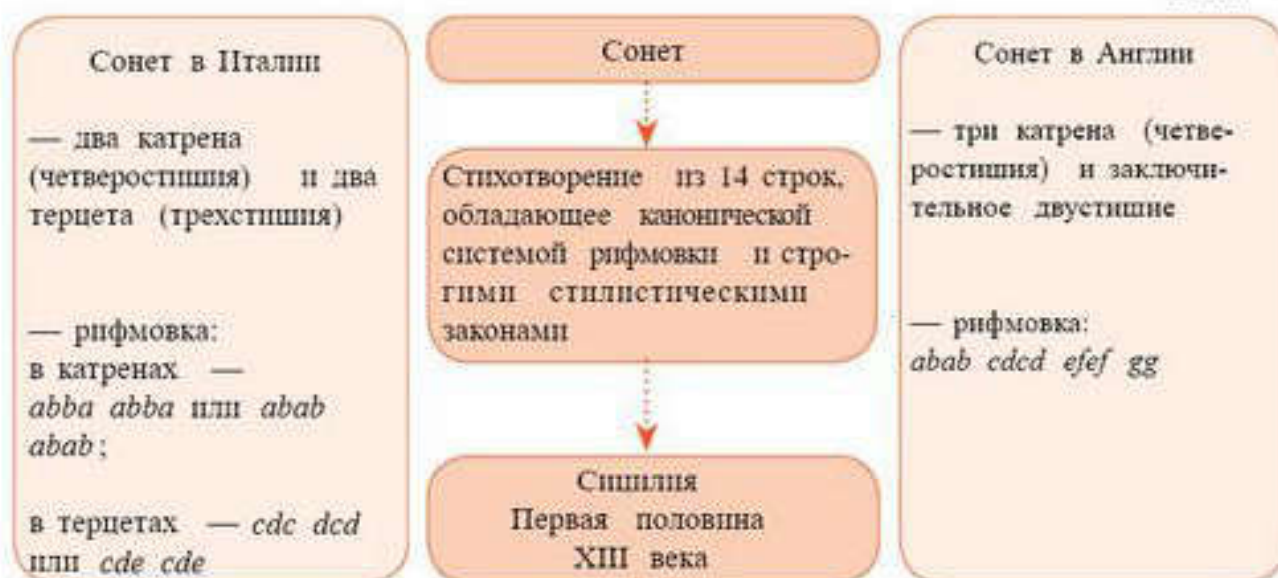 Сонет в Италии
— два катрена
(четверостишия) и два
терцета (трехстишия)
— рифмовка:
в катренах —
abba abba или abab
abab;
в терцетах — cdc dcd
или cde cde
Сонет
Стихотворение из 14 строк,
обладающее канонической
системой рифмовки и стро-
гими стилистическими
законами
Сицилия
Первая половина
XIII века
Сонет в Англии
— три катрена (четве-
ростишия) и заключи-
тельное двустишие
— рифмовка:
abab cdcd efef gg